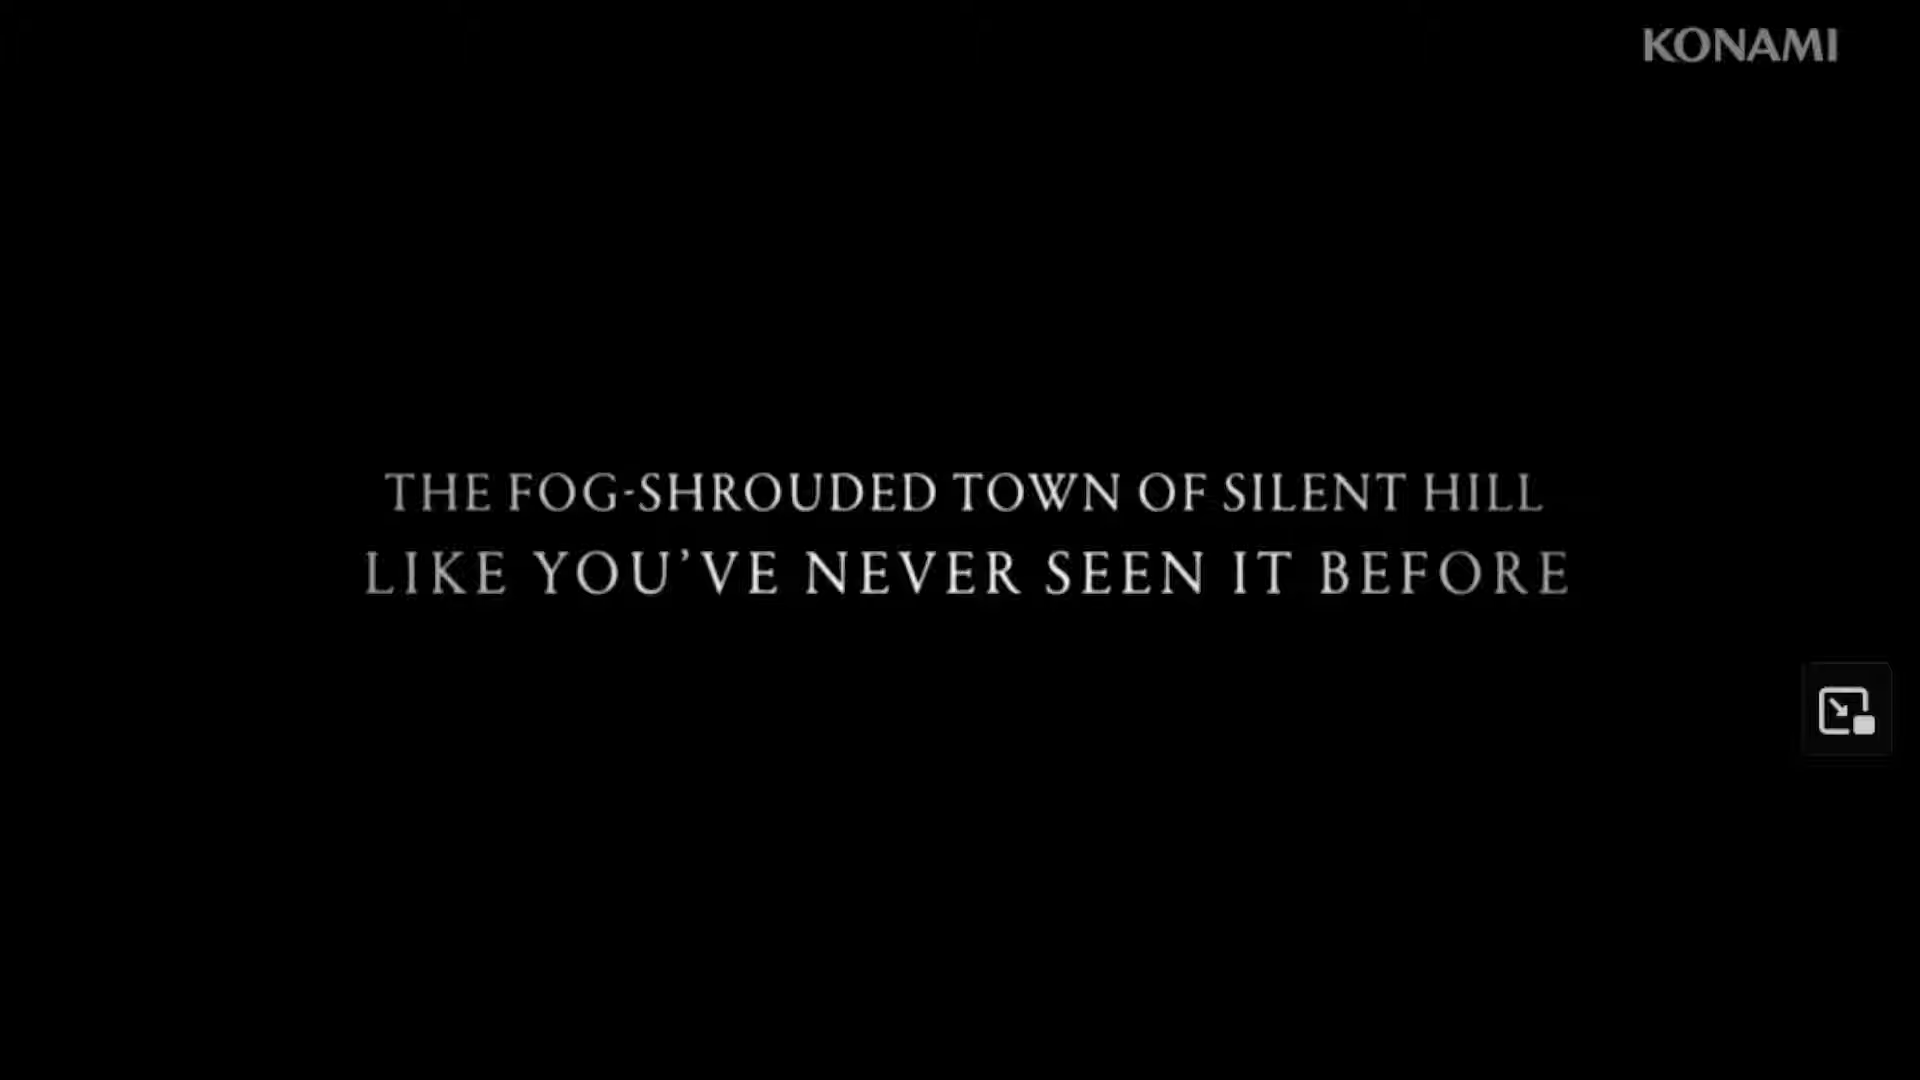 KONAMI
THE FOG-SHROUDED TOWN OF SILENT HILL
LIKE YOU'VE NEVER SEEN IT BEFORE